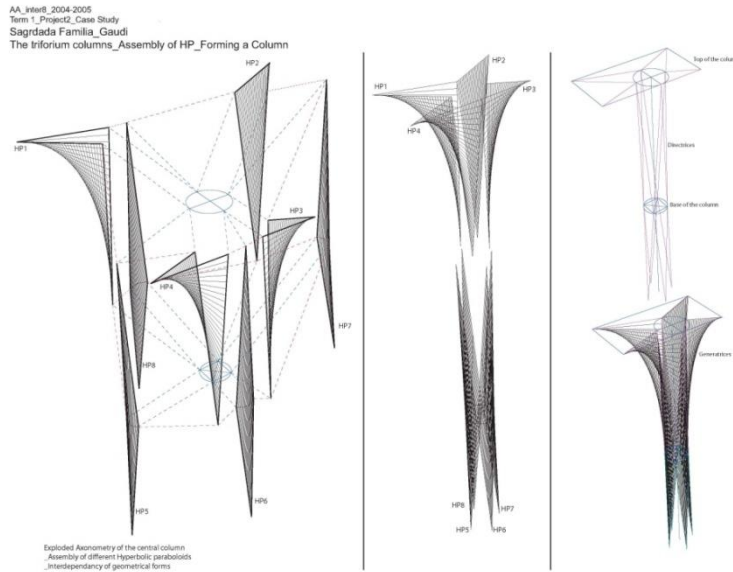 AA_inter8_2004-2005
Term 1_Project2_Case Study
Sagrdada Familia_Gaudi
The triforium columns_Assembly of HP_Forming a Column
HP1
HP2
HP3
HP4
HP7
HP8
HP5
HP6
Exploded Axonometry of the central column
_Assembly of different Hyperbolic paraboloids
_Interdependancy of geometrical forms
HP2
HP1
HP3
HP4
HP8
HP7
HP5
HP6
Top of the colum
Directrices
Base of the column
Generatrices